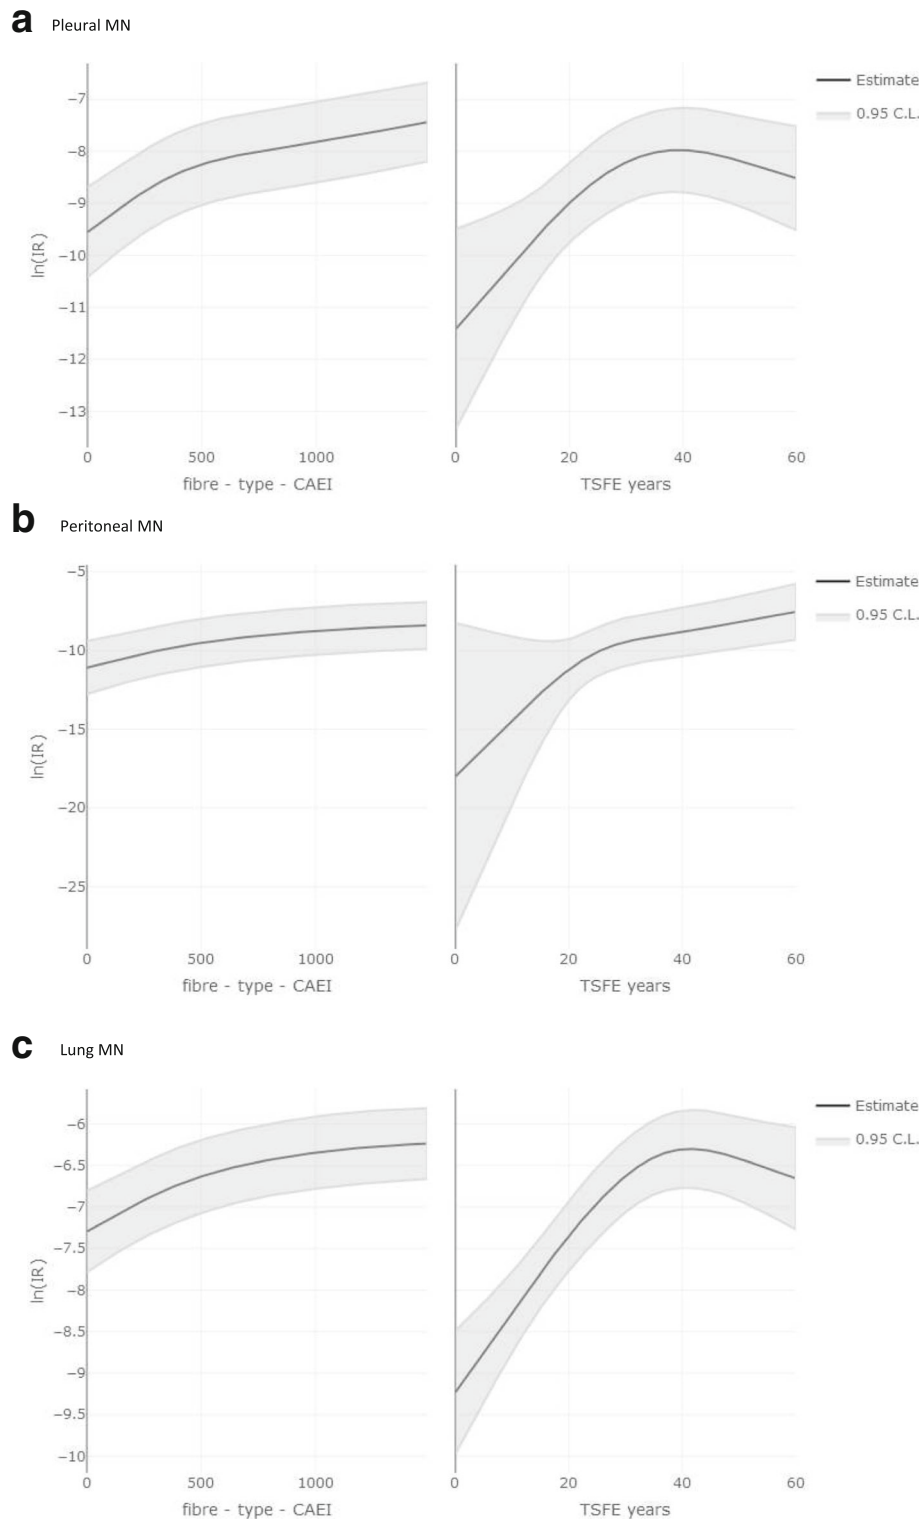 a Pleural MN
−7
−8
−9
−10
−11
−12
−13
ln(IR)
0 500 1000
fibre - type - CAEI
0 20 40 60
TSFE years
Estimate
0.95 C.L.
b Peritoneal MN
−5
−10
−15
−20
−25
ln(IR)
0 500 1000
fibre - type - CAEI
0 20 40 60
TSFE years
Estimate
0.95 C.L.
c Lung MN
−6
−6.5
−7
−7.5
−8
−8.5
−9
−9.5
−10
ln(IR)
0 500 1000
fibre - type - CAEI
0 20 40 60
TSFE years
Estimate
0.95 C.L.